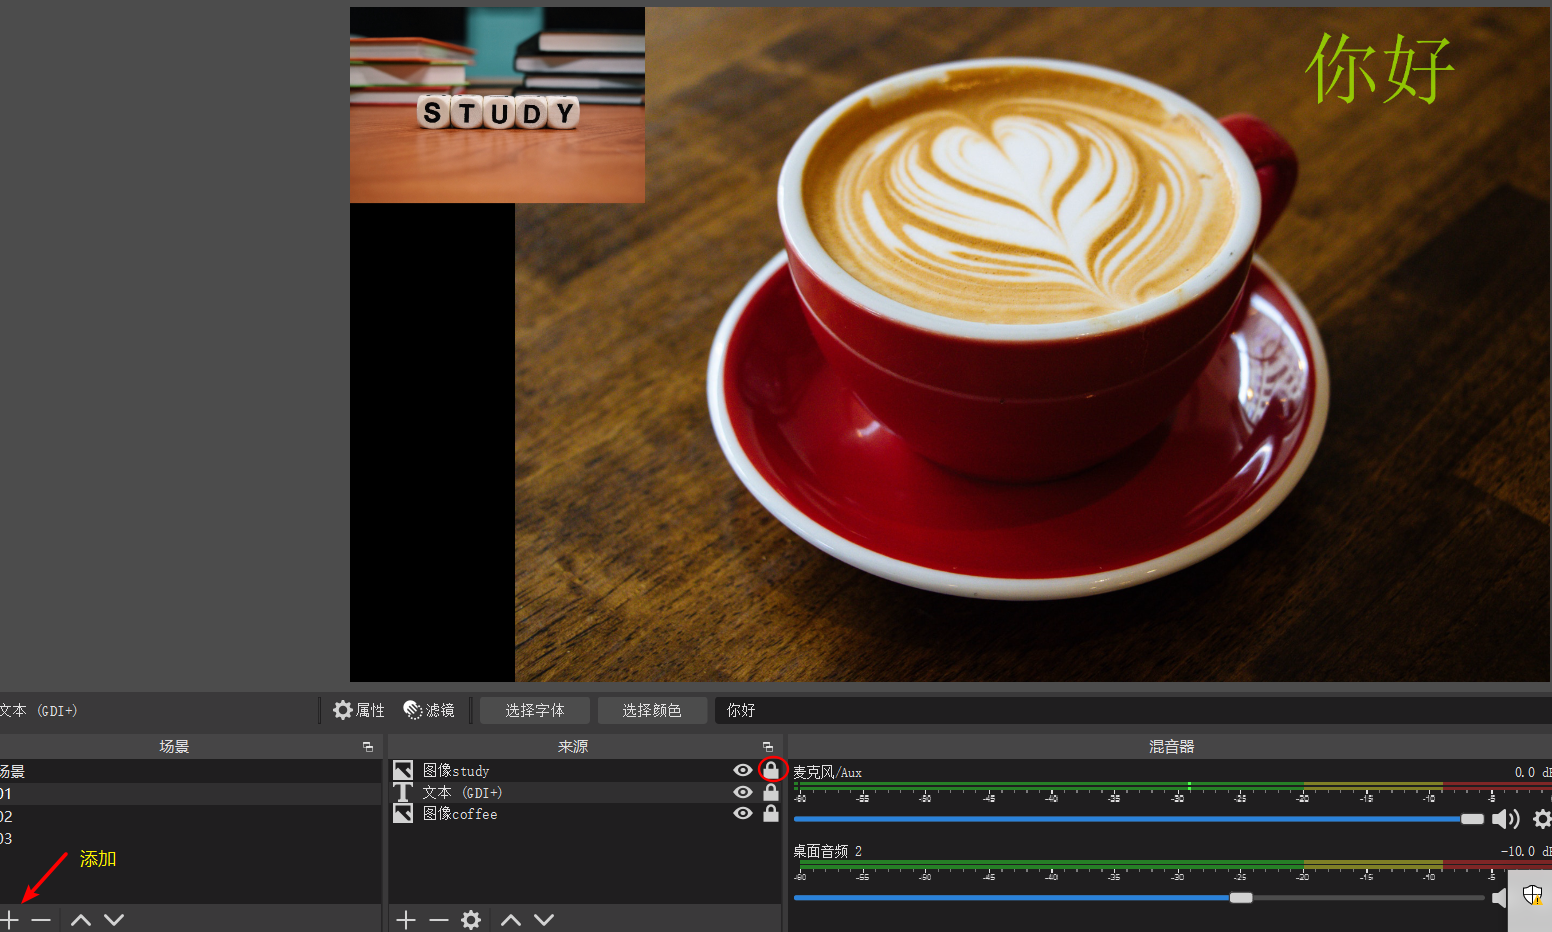 STUDY
你好
文本 (GDI+)
属性
滤镜
选择字体
选择颜色
你好
场景
来源
混音器
场景
01
02
03
添加
图像study
文本 (GDI+)
图像coffee
麦克风/Aux
0.0 dB
-60 -55 -50 -45 -40 -35 -30 -25 -20 -15 -10 -5
桌面音频 2
-10.0 dB
-60 -55 -50 -45 -40 -35 -30 -25 -20 -15 -10 -5